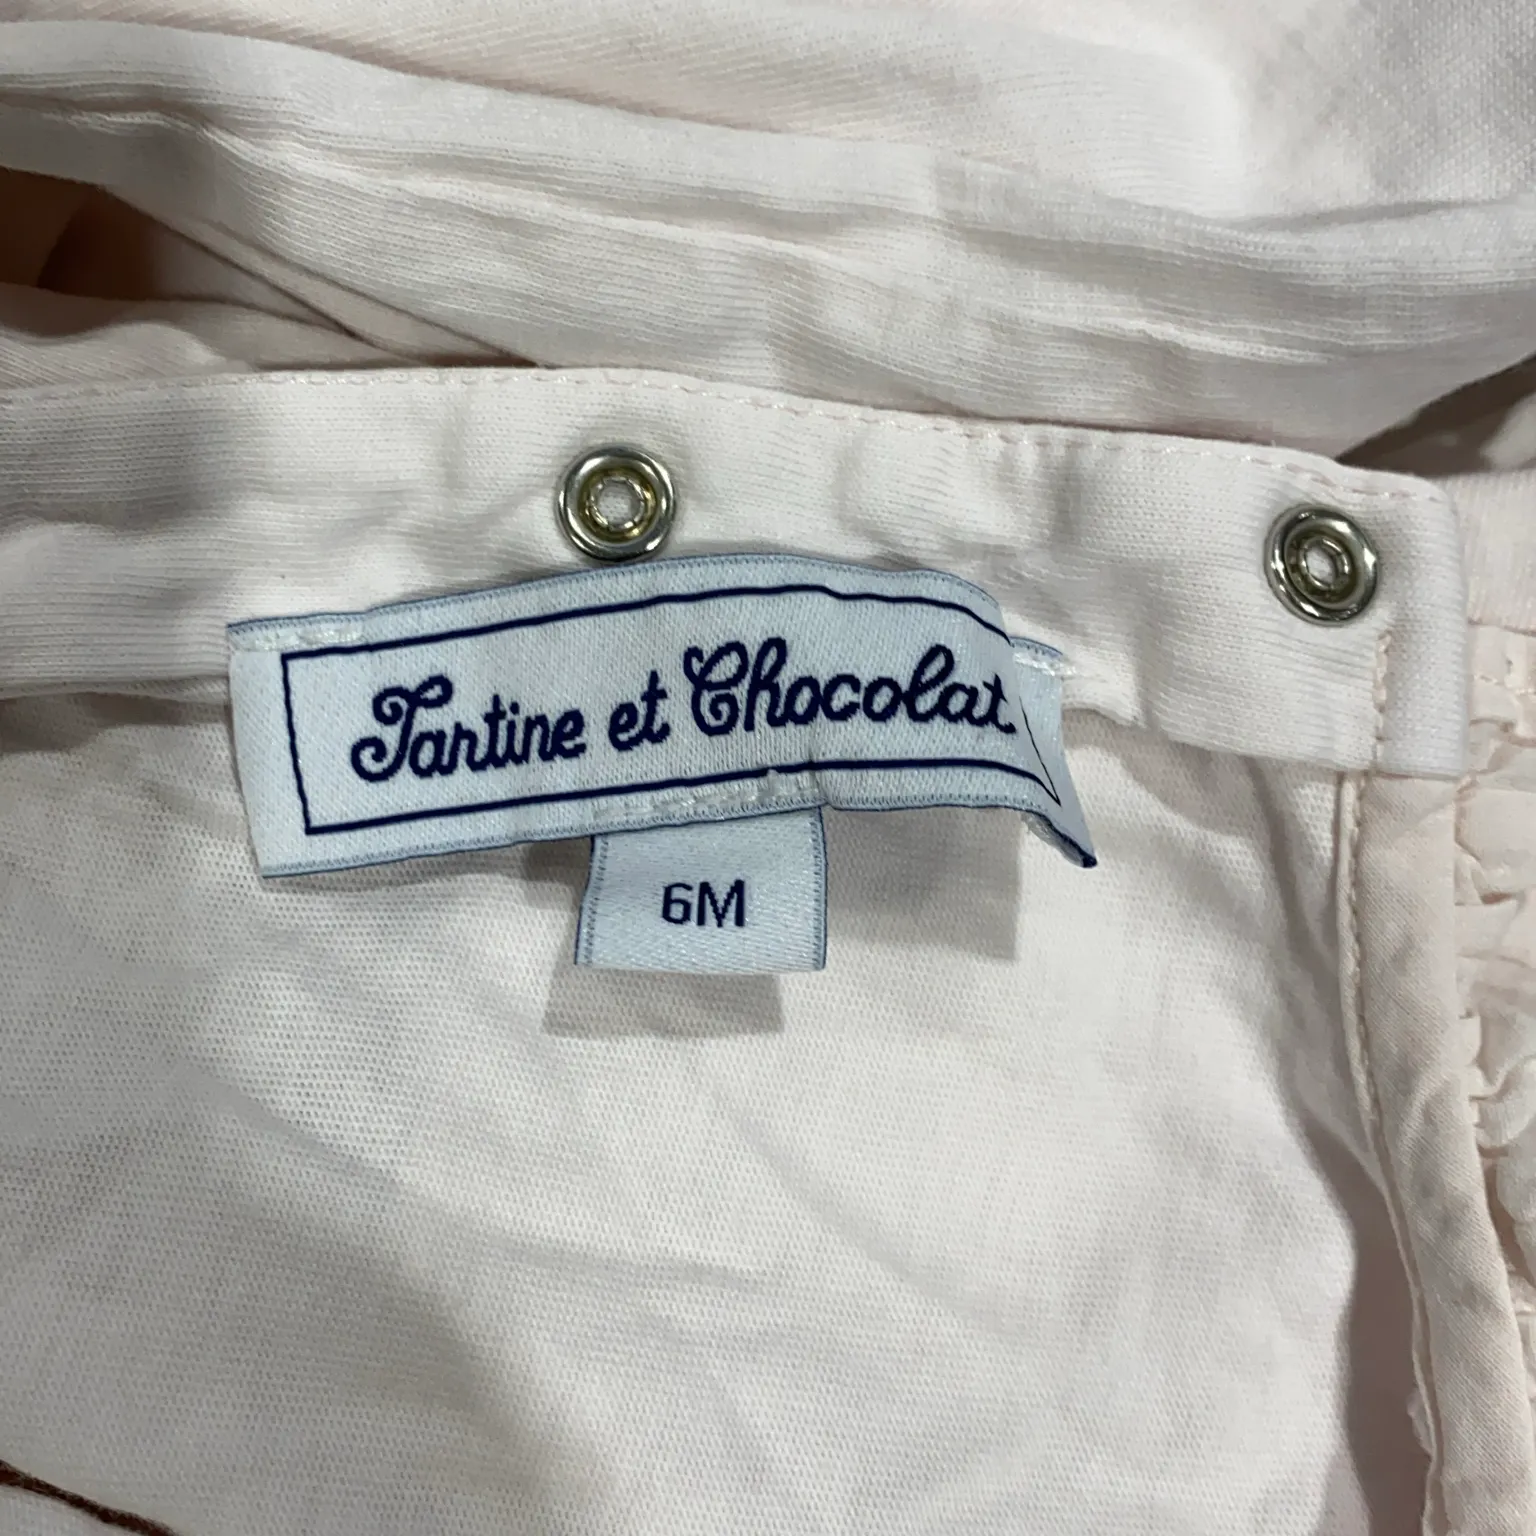 Tartine et Chocolat
6M